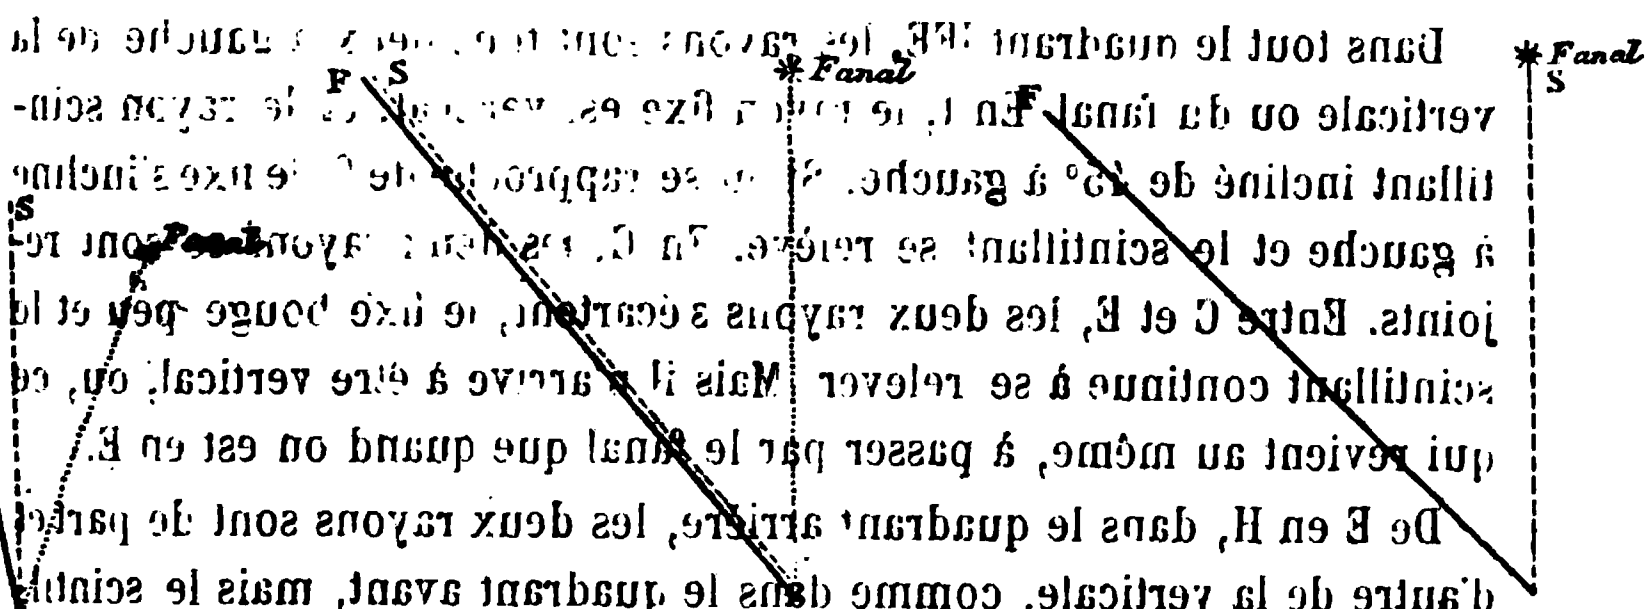 Dans tout le quadrant les rayons sont à gauche de la
F S Fanal Fanal
S
verticale ou du fanal En le rayon fixe est et le rayon scin-
F
tillant incliné de 45° à gauche. Si on se rapproche de le fixe s'incline
S
à gauche et le scintillant se relève. En C, les deux rayons sont re-
Fanal
joints. Entre C et E, les deux rayons s'écartent, le fixe bouge peu et le
scintillant continue à se relever Mais il n'arrive à être vertical, ou, ce
qui revient au même, à passer par le fanal que quand on est en E.
De E en H, dans le quadrant arrière, les deux rayons sont de part et
d'autre de la verticale, comme dans le quadrant avant, mais le